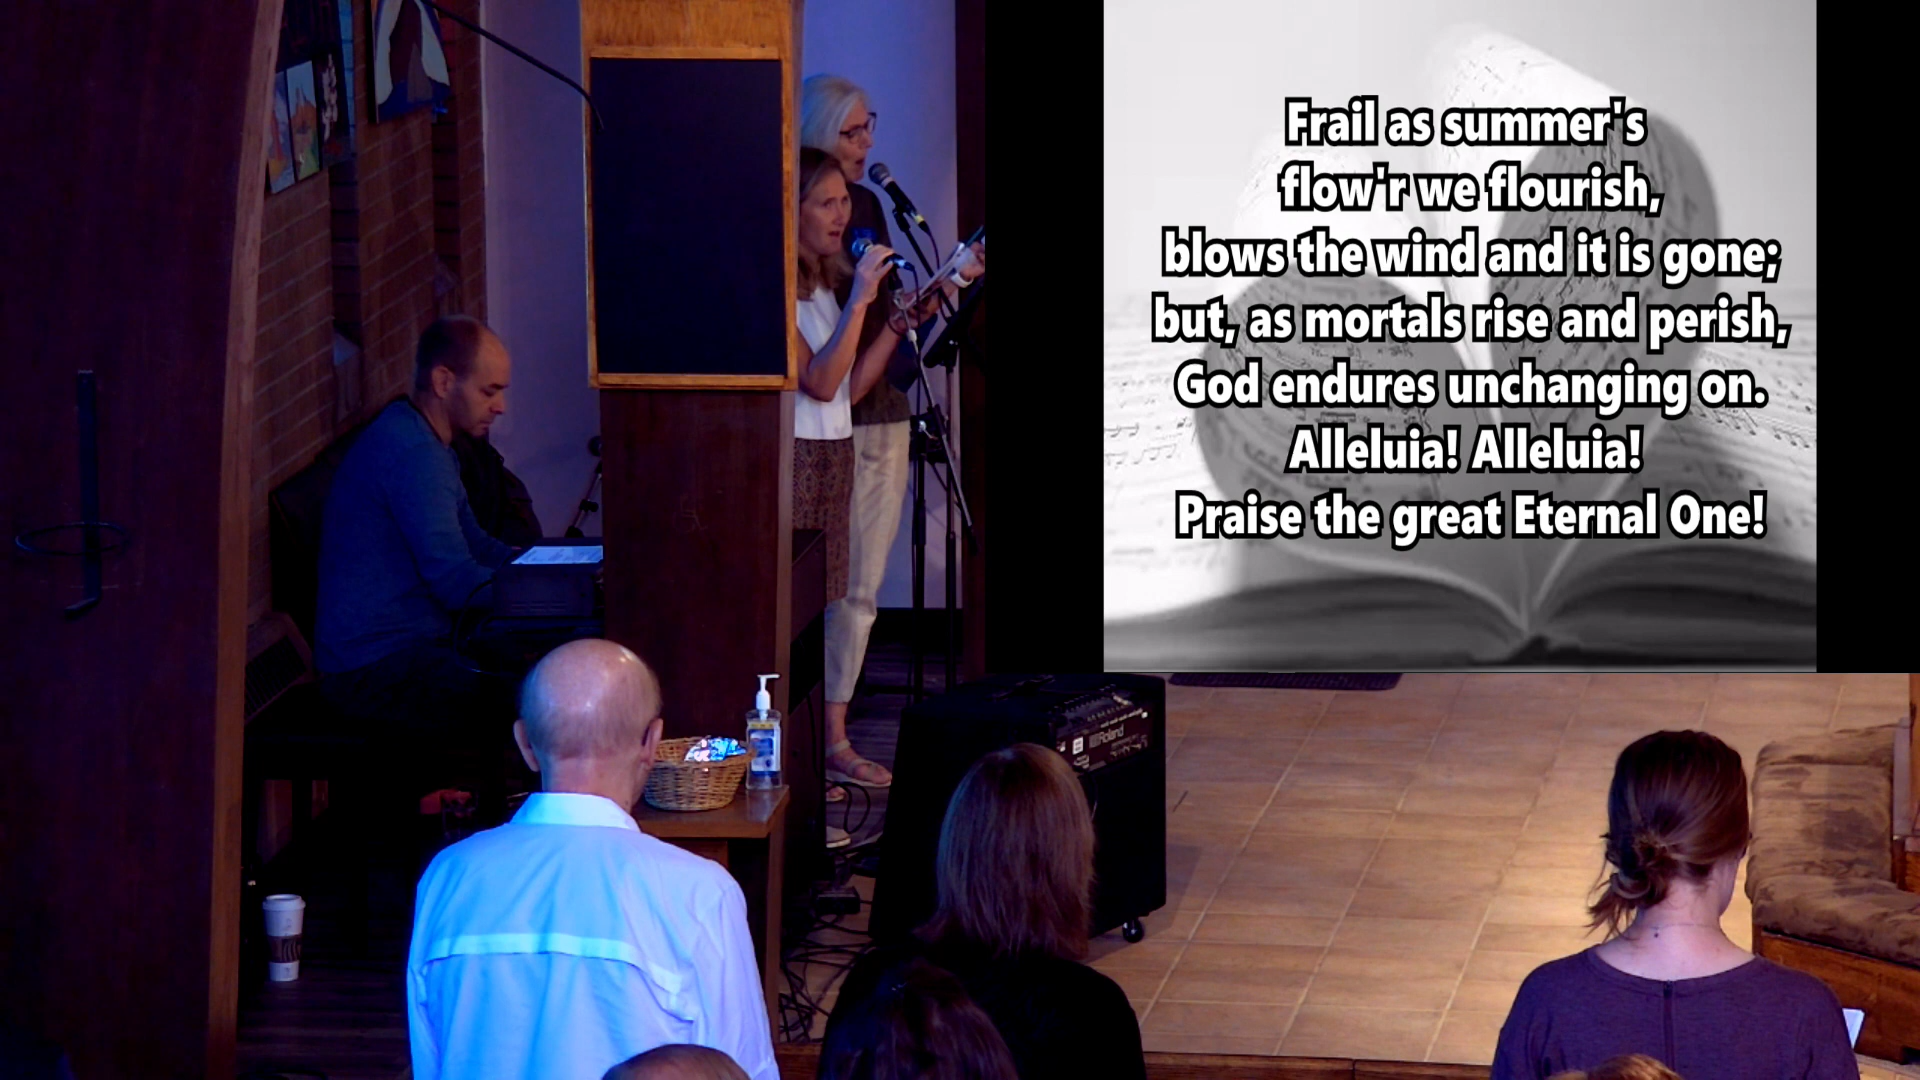 Frail as summer's
flow'r we flourish,
blows the wind and it is gone;
but, as mortals rise and perish,
God endures unchanging on.
Alleluia! Alleluia!
Praise the great Eternal One!
Roland